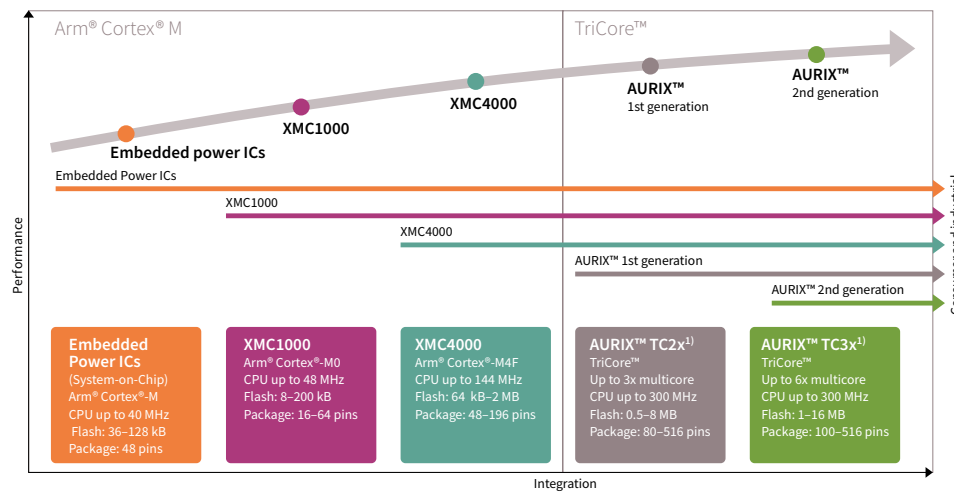 Arm® Cortex® M
TriCore™
AURIX™
2nd generation
AURIX™
1st generation
XMC4000
XMC1000
Embedded power ICs
Embedded Power ICs
XMC1000
XMC4000
AURIX™ 1st generation
AURIX™ 2nd generation
Performance
Embedded
Power ICs
(System-on-Chip)
Arm® Cortex®-M
CPU up to 40 MHz
Flash: 36–128 kB
Package: 48 pins
XMC1000
Arm® Cortex®-M0
CPU up to 48 MHz
Flash: 8–200 kB
Package: 16–64 pins
XMC4000
Arm® Cortex®-M4F
CPU up to 144 MHz
Flash: 64 kB–2 MB
Package: 48–196 pins
AURIX™ TC2x¹⁾
TriCore™
Up to 3x multicore
CPU up to 300 MHz
Flash: 0.5–8 MB
Package: 80–516 pins
AURIX™ TC3x¹⁾
TriCore™
Up to 6x multicore
CPU up to 300 MHz
Flash: 1–16 MB
Package: 100–516 pins
Integration